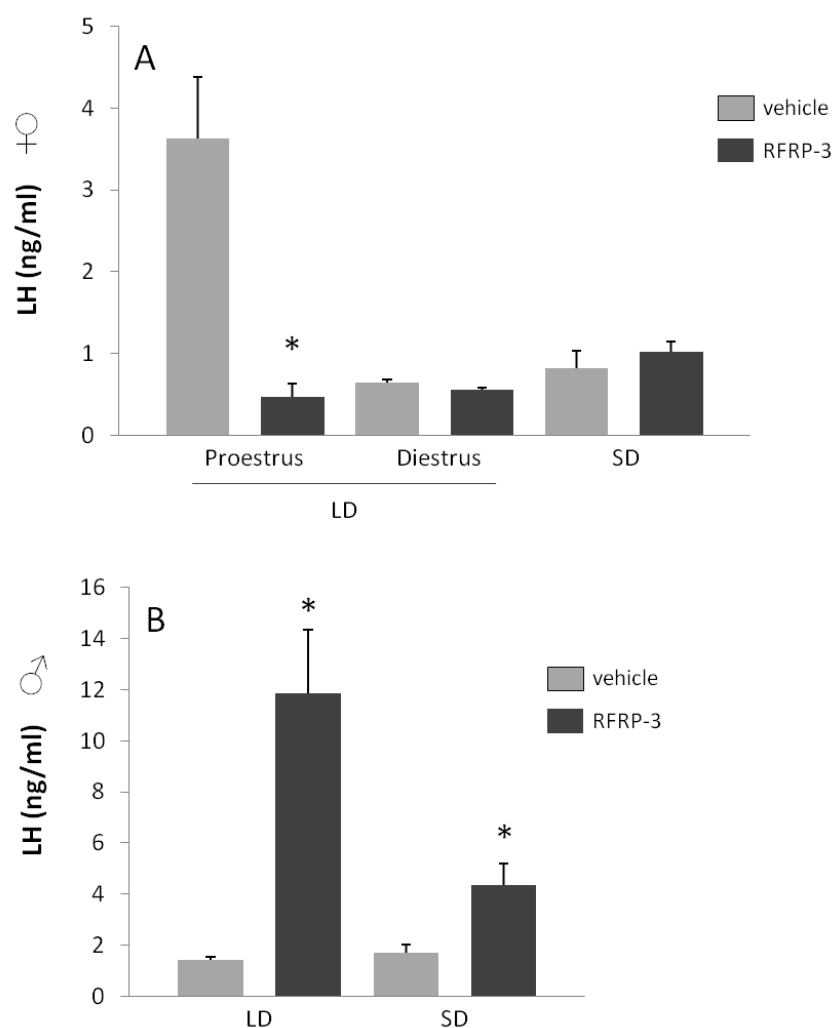 A
5
4
3
2
1
0
LH (ng/ml) ♀
vehicle
RFRP-3
*
Proestrus Diestrus SD
LD
B
16
14
12
10
8
6
4
2
0
LH (ng/ml) ♂
vehicle
RFRP-3
*
*
LD SD